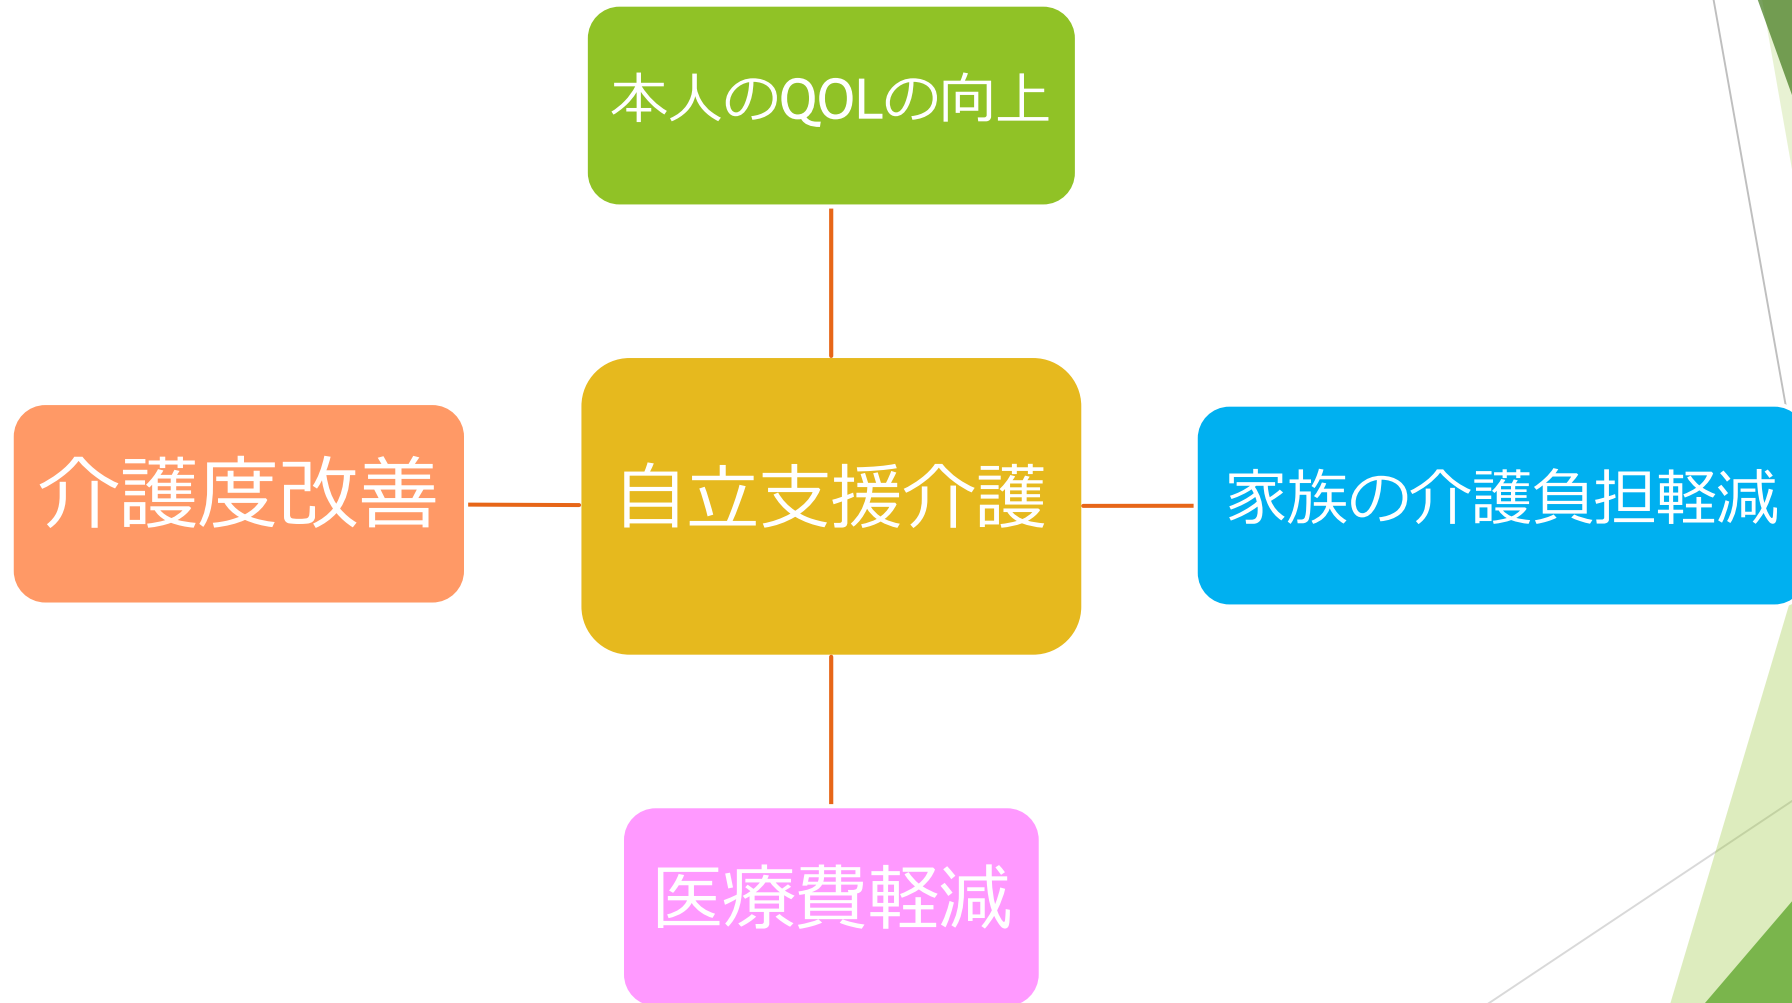 本人のQOLの向上
介護度改善
自立支援介護
家族の介護負担軽減
医療費軽減